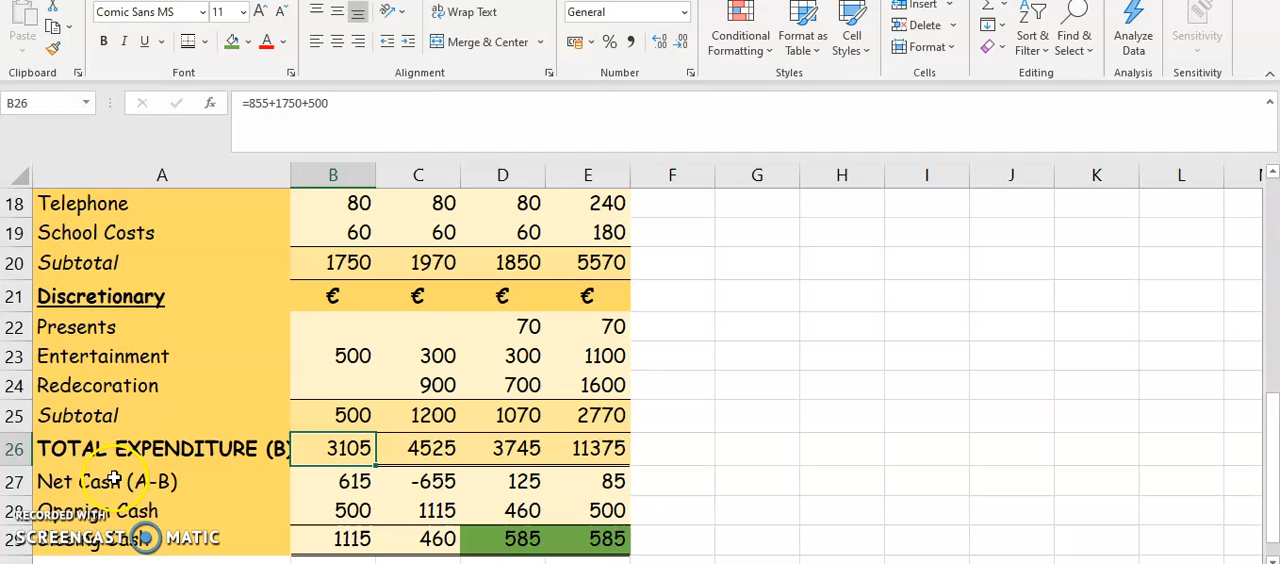 Comic Sans MS 11 A A Wrap Text General Insert
Paste B I U Merge & Center % 9 Conditional Formatting Format as Table Cell Styles Delete Format Sort & Filter Find & Select Analyze Data Sensitivity
Clipboard Font Alignment Number Styles Cells Editing Analysis Sensitivity
B26 fx =855+1750+500
A B C D E F G H I J K L
18 Telephone 80 80 80 240
19 School Costs 60 60 60 180
20 Subtotal 1750 1970 1850 5570
21 Discretionary € € € €
22 Presents 70 70
23 Entertainment 500 300 300 1100
24 Redecoration 900 700 1600
25 Subtotal 500 1200 1070 2770
26 TOTAL EXPENDITURE (B) 3105 4525 3745 11375
27 Net Cash (A-B) 615 -655 125 85
28 Cash 500 1115 460 500
RECORDED WITH
SCREENCAST MATIC
29 Cash 1115 460 585 585